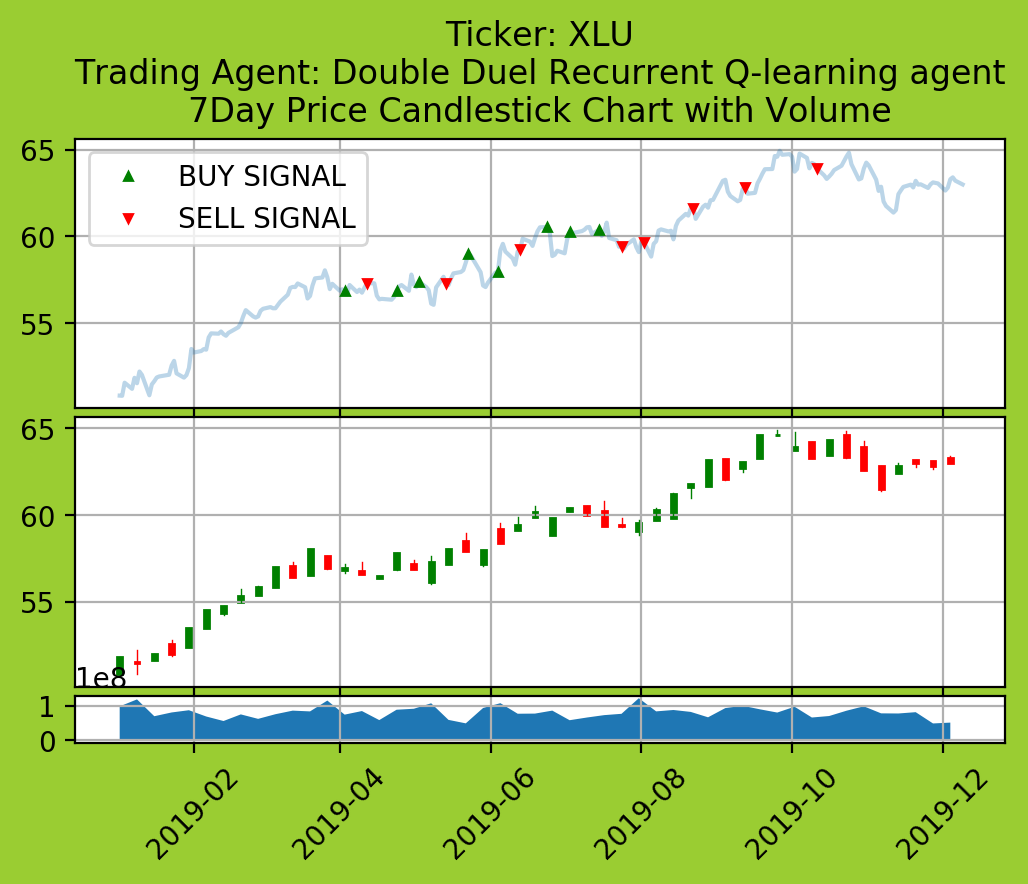 Ticker: XLU
Trading Agent: Double Duel Recurrent Q-learning agent
7Day Price Candlestick Chart with Volume
65
60
55
BUY SIGNAL
SELL SIGNAL
65
60
55
1e8
1
0
2019-02
2019-04
2019-06
2019-08
2019-10
2019-12